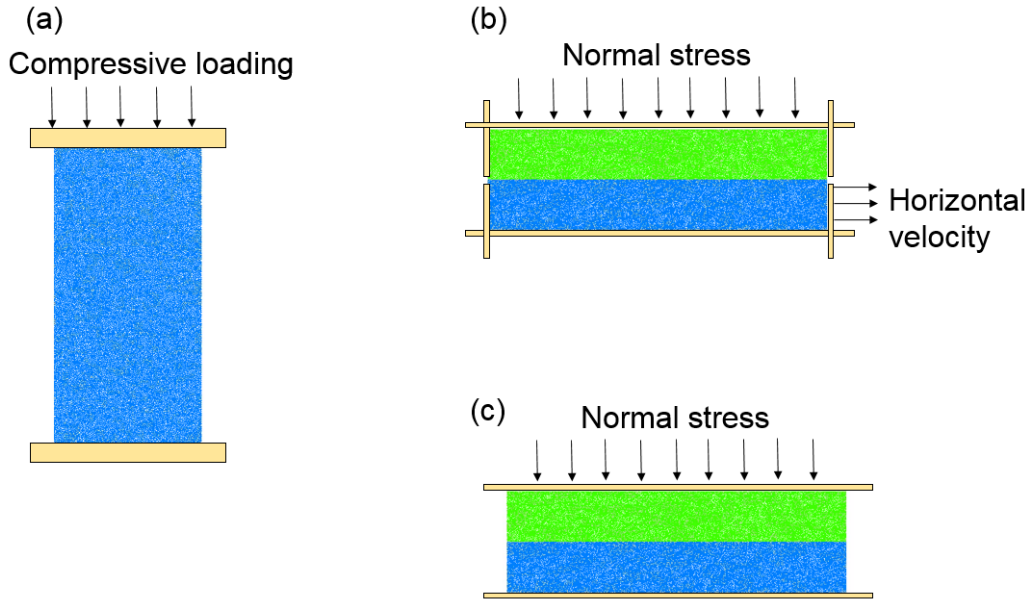 (a)
Compressive loading
(b)
Normal stress
Horizontal
velocity
(c)
Normal stress